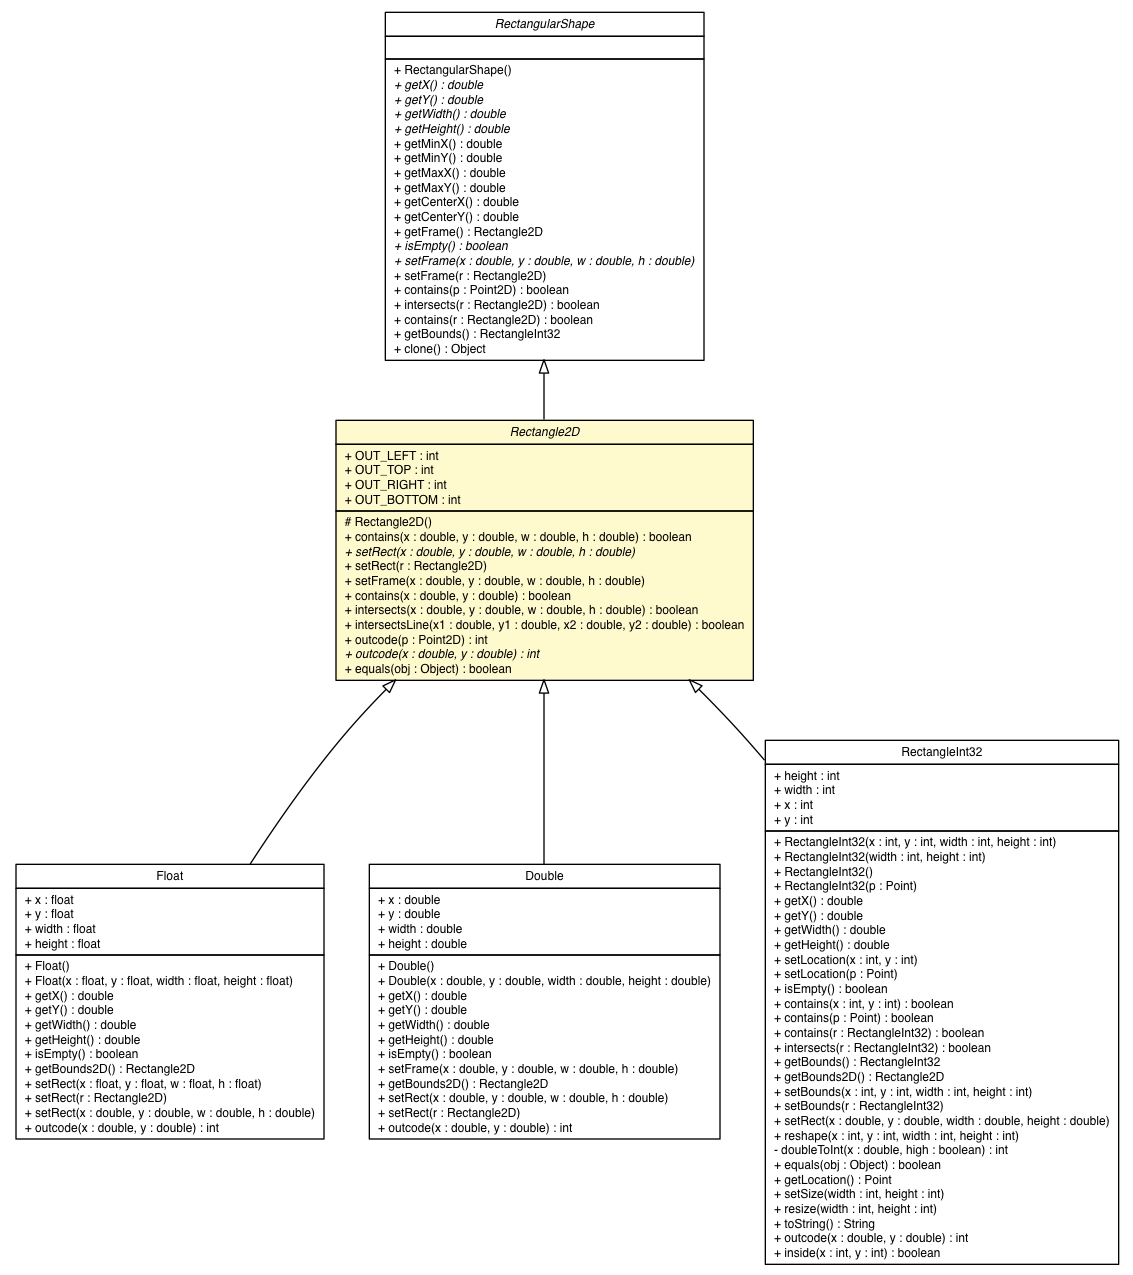 RectangularShape
+ RectangularShape()
+ getX() : double
+ getY() : double
+ getWidth() : double
+ getHeight() : double
+ getMinX() : double
+ getMinY() : double
+ getMaxX() : double
+ getMaxY() : double
+ getCenterX() : double
+ getCenterY() : double
+ getFrame() : Rectangle2D
+ isEmpty() : boolean
+ setFrame(x : double, y : double, w : double, h : double)
+ setFrame(r : Rectangle2D)
+ contains(p : Point2D) : boolean
+ intersects(r : Rectangle2D) : boolean
+ contains(r : Rectangle2D) : boolean
+ getBounds() : RectangleInt32
+ clone() : Object
Rectangle2D
+ OUT_LEFT : int
+ OUT_TOP : int
+ OUT_RIGHT : int
+ OUT_BOTTOM : int
# Rectangle2D()
+ contains(x : double, y : double, w : double, h : double) : boolean
+ setRect(x : double, y : double, w : double, h : double)
+ setRect(r : Rectangle2D)
+ setFrame(x : double, y : double, w : double, h : double)
+ contains(x : double, y : double) : boolean
+ intersects(x : double, y : double, w : double, h : double) : boolean
+ intersectsLine(x1 : double, y1 : double, x2 : double, y2 : double) : boolean
+ outcode(p : Point2D) : int
+ outcode(x : double, y : double) : int
+ equals(obj : Object) : boolean
Float
+ x : float
+ y : float
+ width : float
+ height : float
+ Float()
+ Float(x : float, y : float, width : float, height : float)
+ getX() : double
+ getY() : double
+ getWidth() : double
+ getHeight() : double
+ isEmpty() : boolean
+ getBounds2D() : Rectangle2D
+ setRect(x : float, y : float, w : float, h : float)
+ setRect(r : Rectangle2D)
+ setRect(x : double, y : double, w : double, h : double)
+ outcode(x : double, y : double) : int
Double
+ x : double
+ y : double
+ width : double
+ height : double
+ Double()
+ Double(x : double, y : double, width : double, height : double)
+ getX() : double
+ getY() : double
+ getWidth() : double
+ getHeight() : double
+ isEmpty() : boolean
+ setFrame(x : double, y : double, w : double, h : double)
+ getBounds2D() : Rectangle2D
+ setRect(x : double, y : double, w : double, h : double)
+ setRect(r : Rectangle2D)
+ outcode(x : double, y : double) : int
RectangleInt32
+ height : int
+ width : int
+ x : int
+ y : int
+ RectangleInt32(x : int, y : int, width : int, height : int)
+ RectangleInt32(width : int, height : int)
+ RectangleInt32()
+ RectangleInt32(p : Point)
+ getX() : double
+ getY() : double
+ getWidth() : double
+ getHeight() : double
+ setLocation(x : int, y : int)
+ setLocation(p : Point)
+ isEmpty() : boolean
+ contains(x : int, y : int) : boolean
+ contains(p : Point) : boolean
+ contains(r : RectangleInt32) : boolean
+ intersects(r : RectangleInt32) : boolean
+ getBounds() : RectangleInt32
+ getBounds2D() : Rectangle2D
+ setBounds(x : int, y : int, width : int, height : int)
+ setBounds(r : RectangleInt32)
+ setRect(x : double, y : double, width : double, height : double)
+ reshape(x : int, y : int, width : int, height : int)
- doubleToInt(x : double, high : boolean) : int
+ equals(obj : Object) : boolean
+ getLocation() : Point
+ setSize(width : int, height : int)
+ resize(width : int, height : int)
+ toString() : String
+ outcode(x : double, y : double) : int
+ inside(x : int, y : int) : boolean